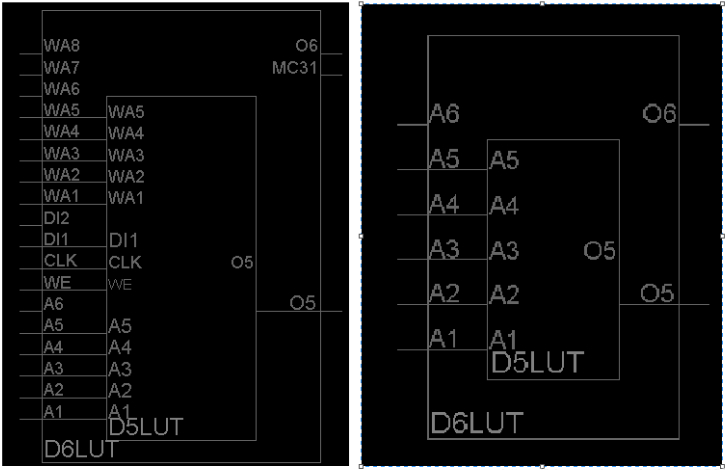 WA8 O6
WA7 MC31
WA6
WA5 WA5
WA4 WA4
WA3 WA3
WA2 WA2
WA1 WA1
DI2
DI1 DI1
CLK CLK O5
WE WE
A6 O5
A5 A5
A4 A4
A3 A3
A2 A2
A1 A1
D5LUT
D6LUT
A6 O6
A5 A5
A4 A4
A3 A3 O5
A2 A2 O5
A1 A1
D5LUT
D6LUT